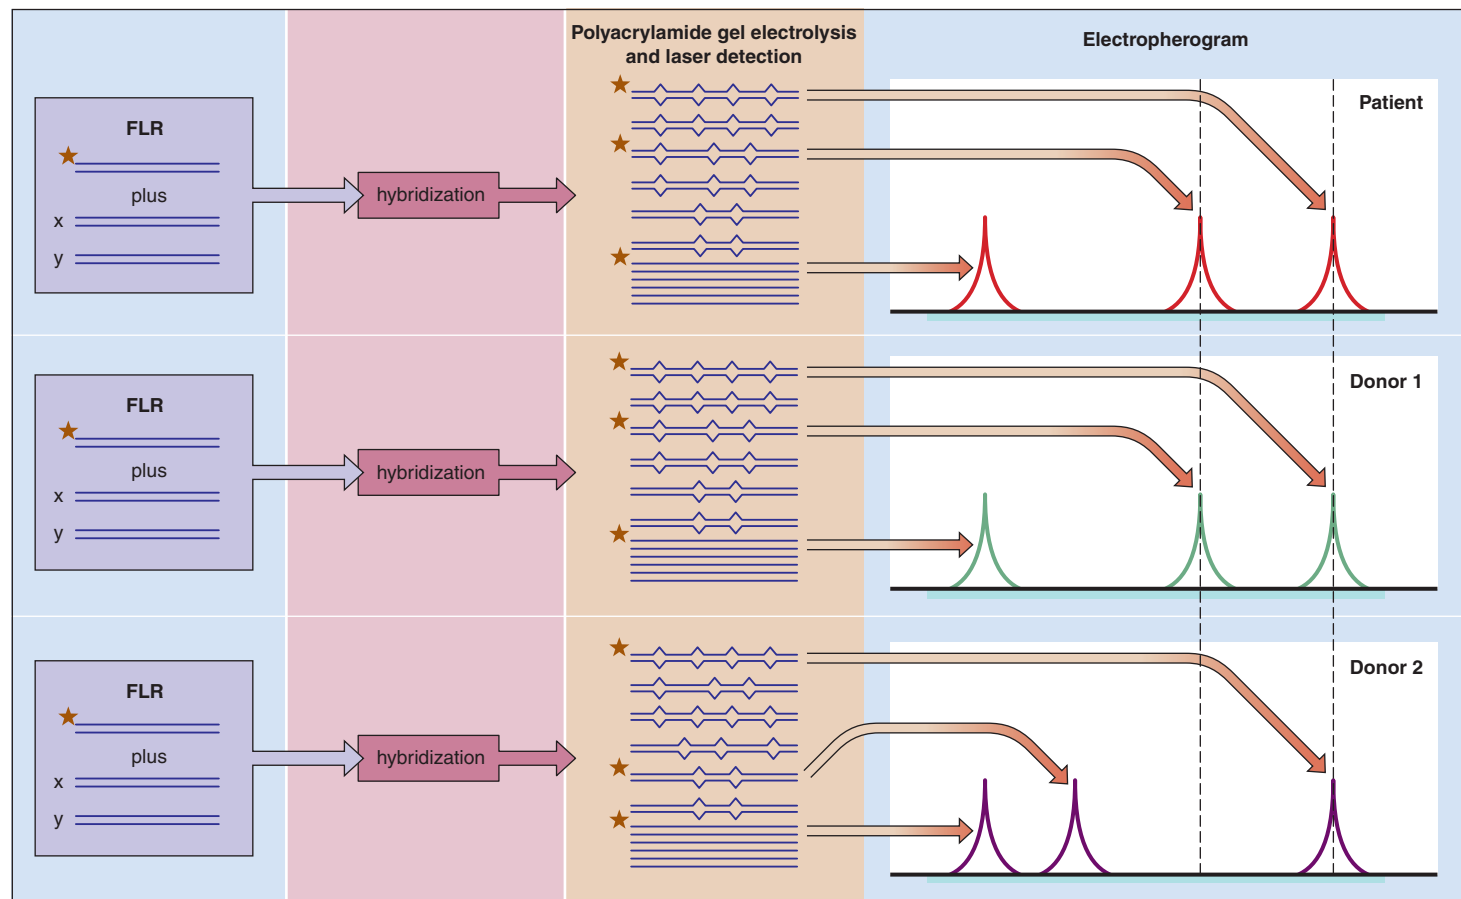 Polyacrylamide gel electrolysis
and laser detection
Electropherogram
FLR
plus
x
y
hybridization
Patient
FLR
plus
x
y
hybridization
Donor 1
FLR
plus
x
y
hybridization
Donor 2